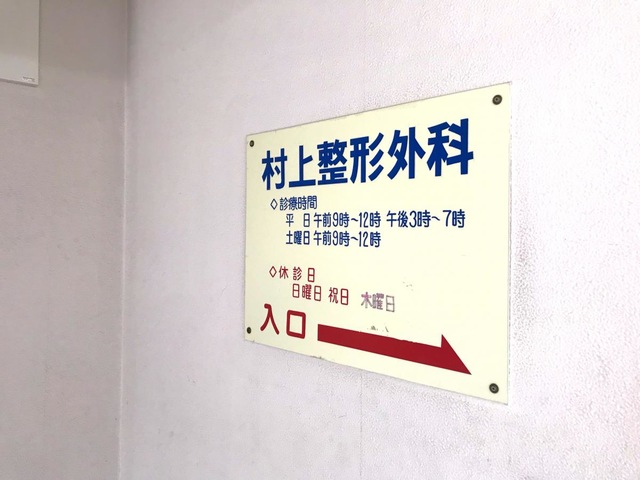 村上整形外科
◇診療時間
平 日 午前9時〜12時 午後3時〜7時
土曜日 午前9時〜12時
◇休診日
日曜日 祝日 木曜日
入口